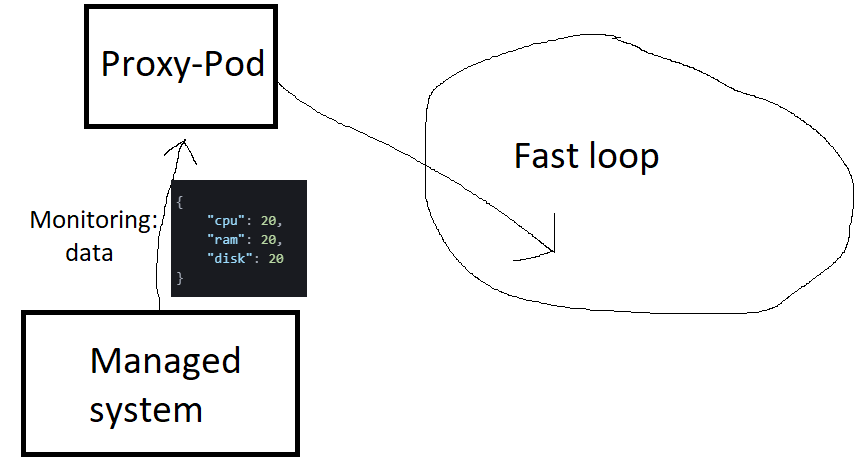 Proxy-Pod
Fast loop
Monitoring:
data
{
    "cpu": 20,
    "ram": 20,
    "disk": 20
}
Managed
system